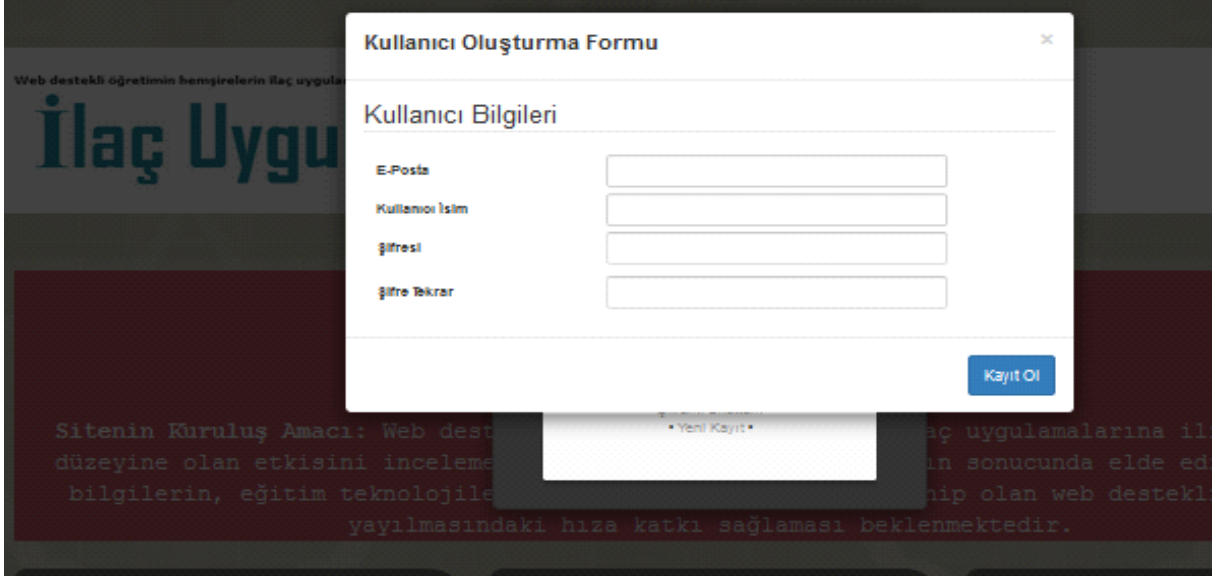 Kullanıcı Oluşturma Formu ×
Web destekli öğretimin hemşirelerin ilaç
İlaç Uygu
Kullanıcı Bilgileri
E-Posta
Kullanıcı İsim
Şifresi
Şifre Tekrar
Kayıt Ol
• Yeni Kayıt •
Sitenin Kuruluş Amacı: Web dest aç uygulamalarına il
düzeyine olan etkisini inceleme ın sonucunda elde ed
bilgilerin, eğitim teknolojile hip olan web destekl
yayılmasındaki hıza katkı sağlaması beklenmektedir.